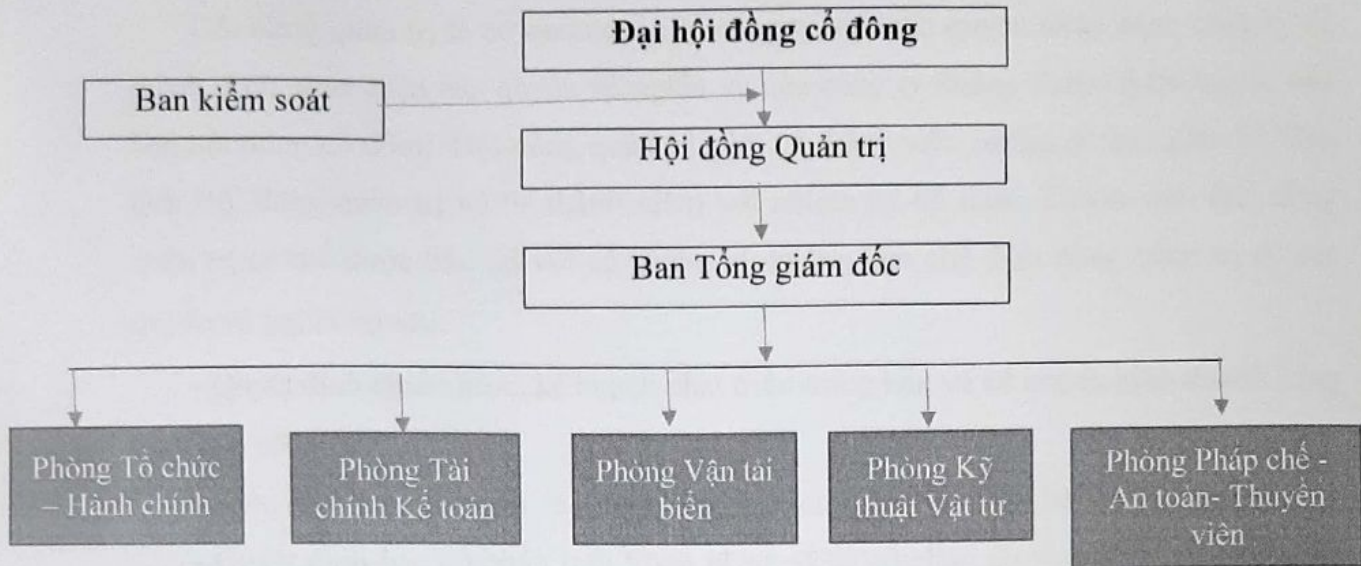 Đại hội đồng cổ đông
Ban kiểm soát
Hội đồng Quản trị
Ban Tổng giám đốc
Phòng Tổ chức
– Hành chính
Phòng Tài
chính Kế toán
Phòng Vận tải
biển
Phòng Kỹ
thuật Vật tư
Phòng Pháp chế -
An toàn- Thuyền
viên